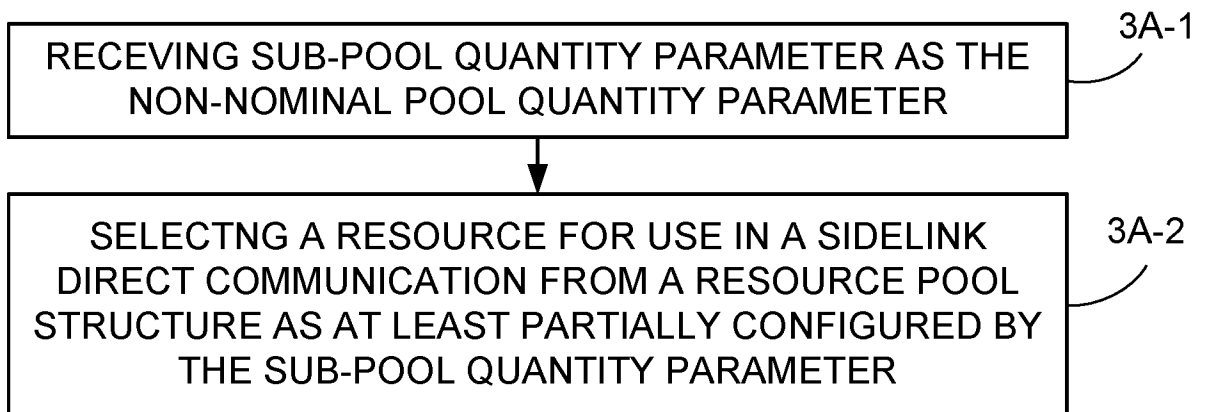 RECEVING SUB-POOL QUANTITY PARAMETER AS THE
NON-NOMINAL POOL QUANTITY PARAMETER
3A-1
SELECTNG A RESOURCE FOR USE IN A SIDELINK
DIRECT COMMUNICATION FROM A RESOURCE POOL
STRUCTURE AS AT LEAST PARTIALLY CONFIGURED BY
THE SUB-POOL QUANTITY PARAMETER
3A-2